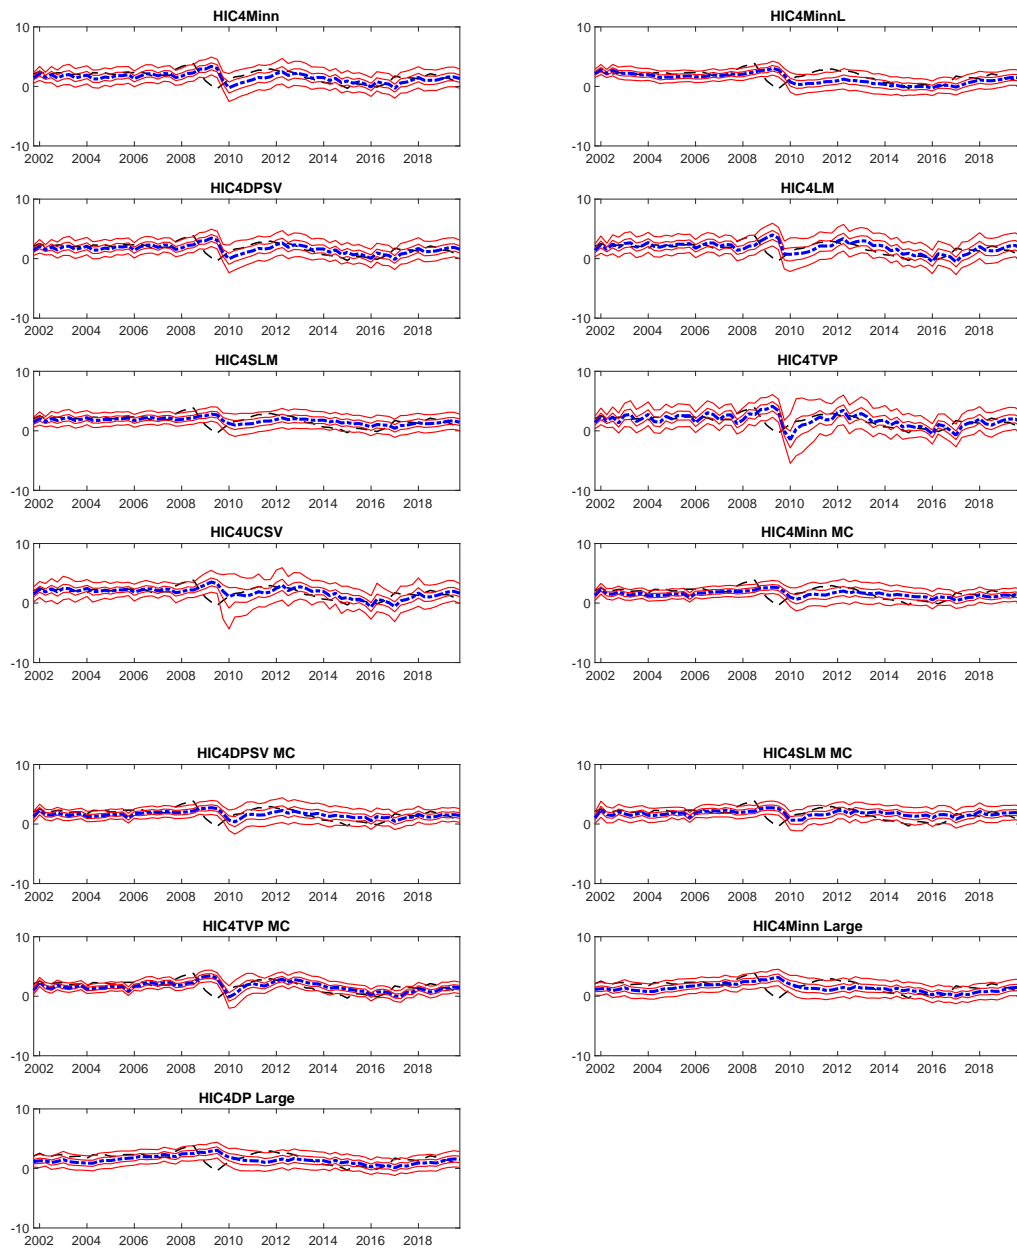 HIC4Minn HIC4MinnL
10 10
0 0
-10 -10
2002 2004 2006 2008 2010 2012 2014 2016 2018 2002 2004 2006 2008 2010 2012 2014 2016 2018
HIC4DPSV HIC4LM
10 10
0 0
-10 -10
2002 2004 2006 2008 2010 2012 2014 2016 2018 2002 2004 2006 2008 2010 2012 2014 2016 2018
HIC4SLM HIC4TVP
10 10
0 0
-10 -10
2002 2004 2006 2008 2010 2012 2014 2016 2018 2002 2004 2006 2008 2010 2012 2014 2016 2018
HIC4UCSV HIC4Minn MC
10 10
0 0
-10 -10
2002 2004 2006 2008 2010 2012 2014 2016 2018 2002 2004 2006 2008 2010 2012 2014 2016 2018
HIC4DPSV MC HIC4SLM MC
10 10
0 0
-10 -10
2002 2004 2006 2008 2010 2012 2014 2016 2018 2002 2004 2006 2008 2010 2012 2014 2016 2018
HIC4TVP MC HIC4Minn Large
10 10
0 0
-10 -10
2002 2004 2006 2008 2010 2012 2014 2016 2018 2002 2004 2006 2008 2010 2012 2014 2016 2018
HIC4DP Large
10
0
-10
2002 2004 2006 2008 2010 2012 2014 2016 2018